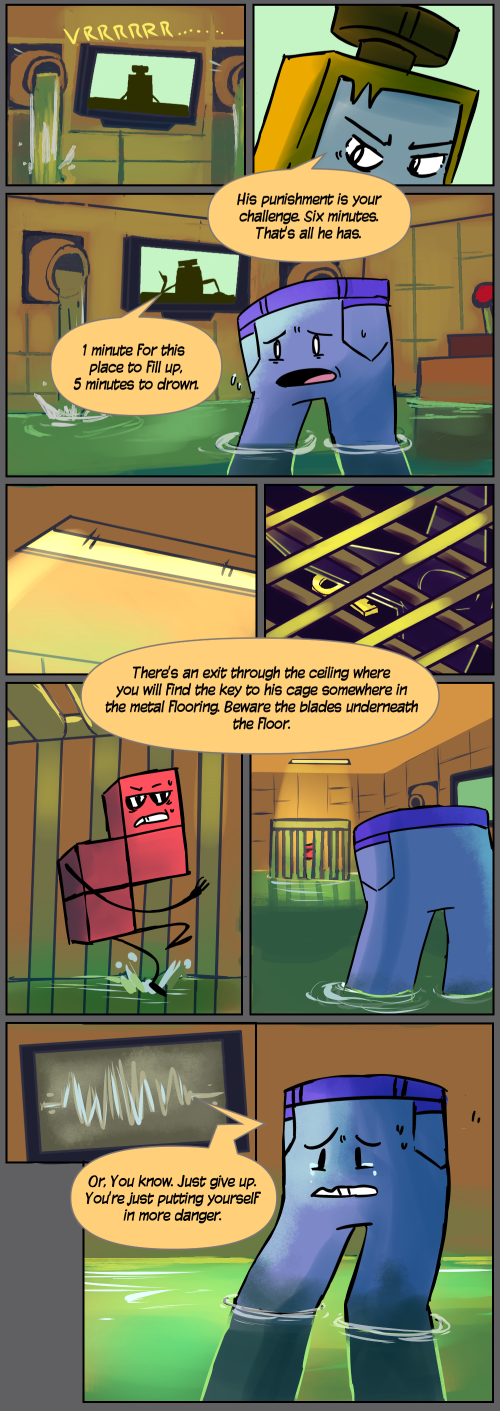 VRRRRRR.......
His punishment is your
challenge. Six minutes.
That's all he has.
1 minute for this
place to fill up,
5 minutes to drown.
There's an exit through the ceiling where
you will find the key to his cage somewhere in
the metal flooring. Beware the blades underneath
the floor.
Or, You know. Just give up.
You're just putting yourself
in more danger.